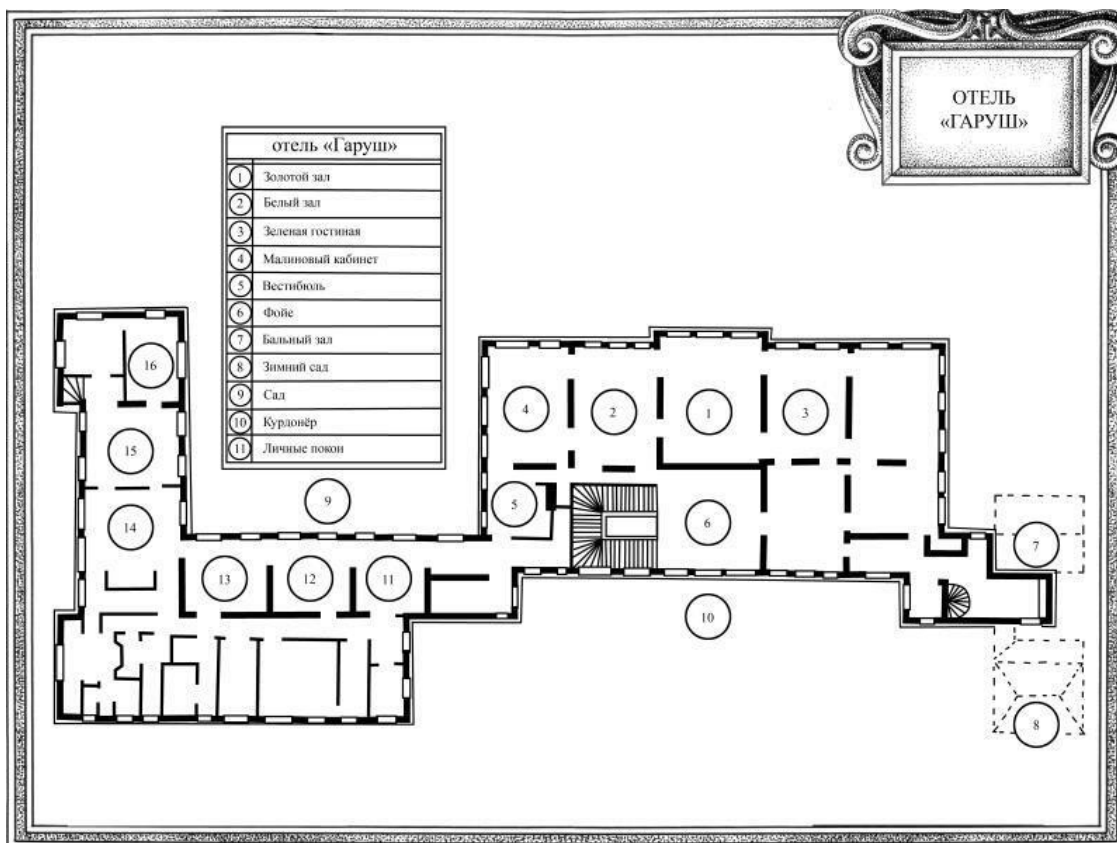 ОТЕЛЬ
«ГАРУШ»
отель «Гаруш»
1 Золотой зал
2 Белый зал
3 Зеленая гостиная
4 Малиновый кабинет
5 Вестибюль
6 Фойе
7 Бальный зал
8 Зимний сад
9 Сад
10 Курдонёр
11 Личные покои
16
4
2
1
3
15
9
5
14
6
7
13
12
11
10
8